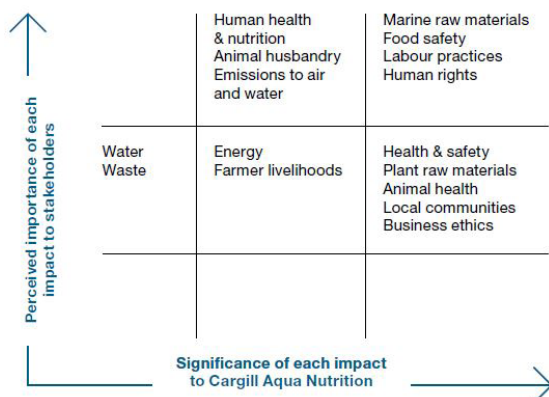 Perceived importance of each
impact to stakeholders
Human health
& nutrition
Animal husbandry
Emissions to air
and water
Marine raw materials
Food safety
Labour practices
Human rights
Water
Waste
Energy
Farmer livelihoods
Health & safety
Plant raw materials
Animal health
Local communities
Business ethics
Significance of each impact
to Cargill Aqua Nutrition